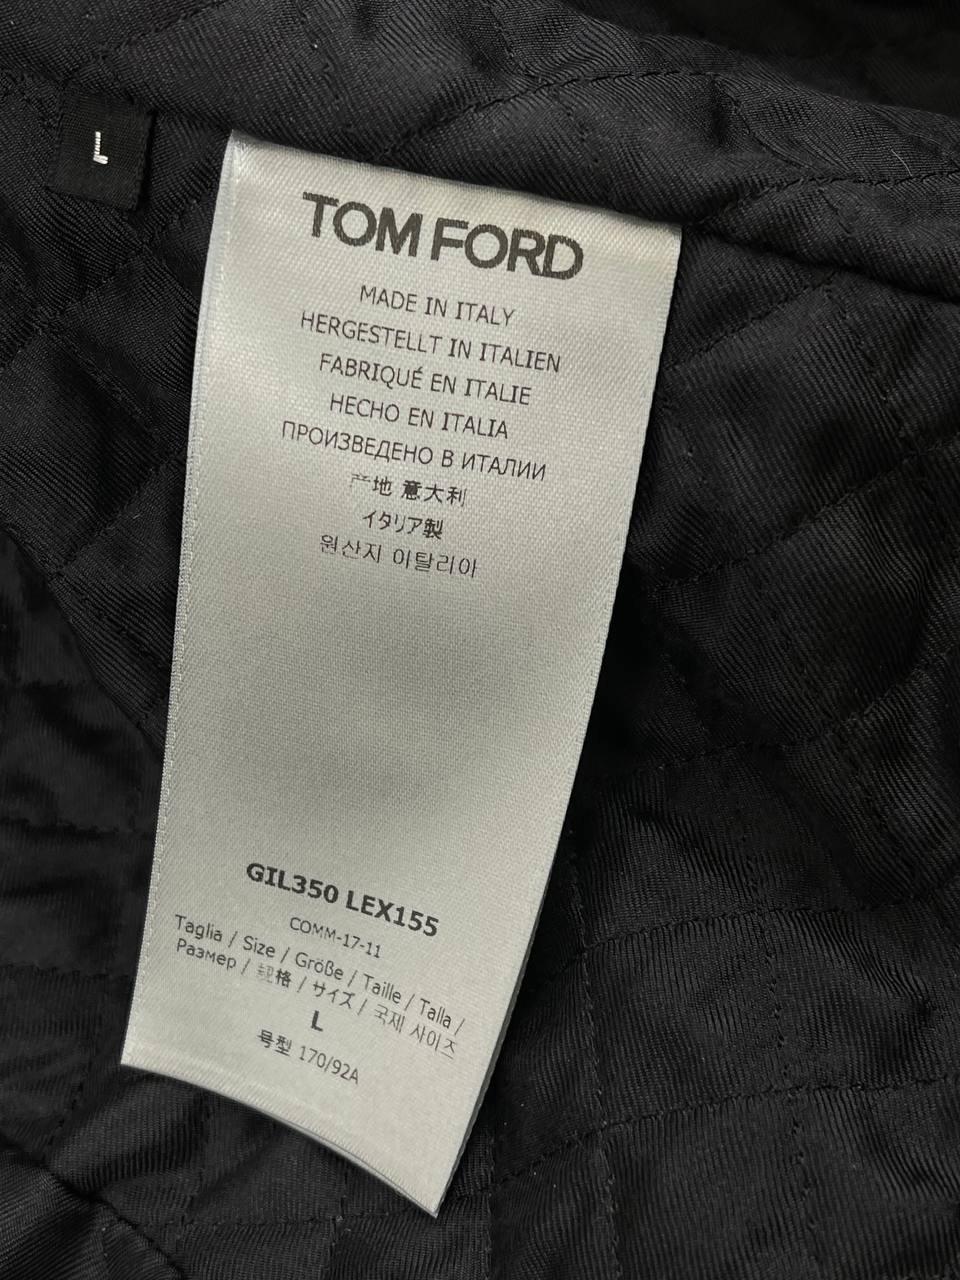 L
TOM FORD
MADE IN ITALY
HERGESTELLT IN ITALIEN
FABRIQUÉ EN ITALIE
HECHO EN ITALIA
ПРОИЗВЕДЕНО В ИТАЛИИ
产地 意大利
イタリア製
원산지 이탈리아
GIL350 LEX155
COMM-17-11
Taglia / Size / Größe / Taille / Talla /
Размер / 規格 / サイズ / 국제 사이즈
L
号型 170/92A